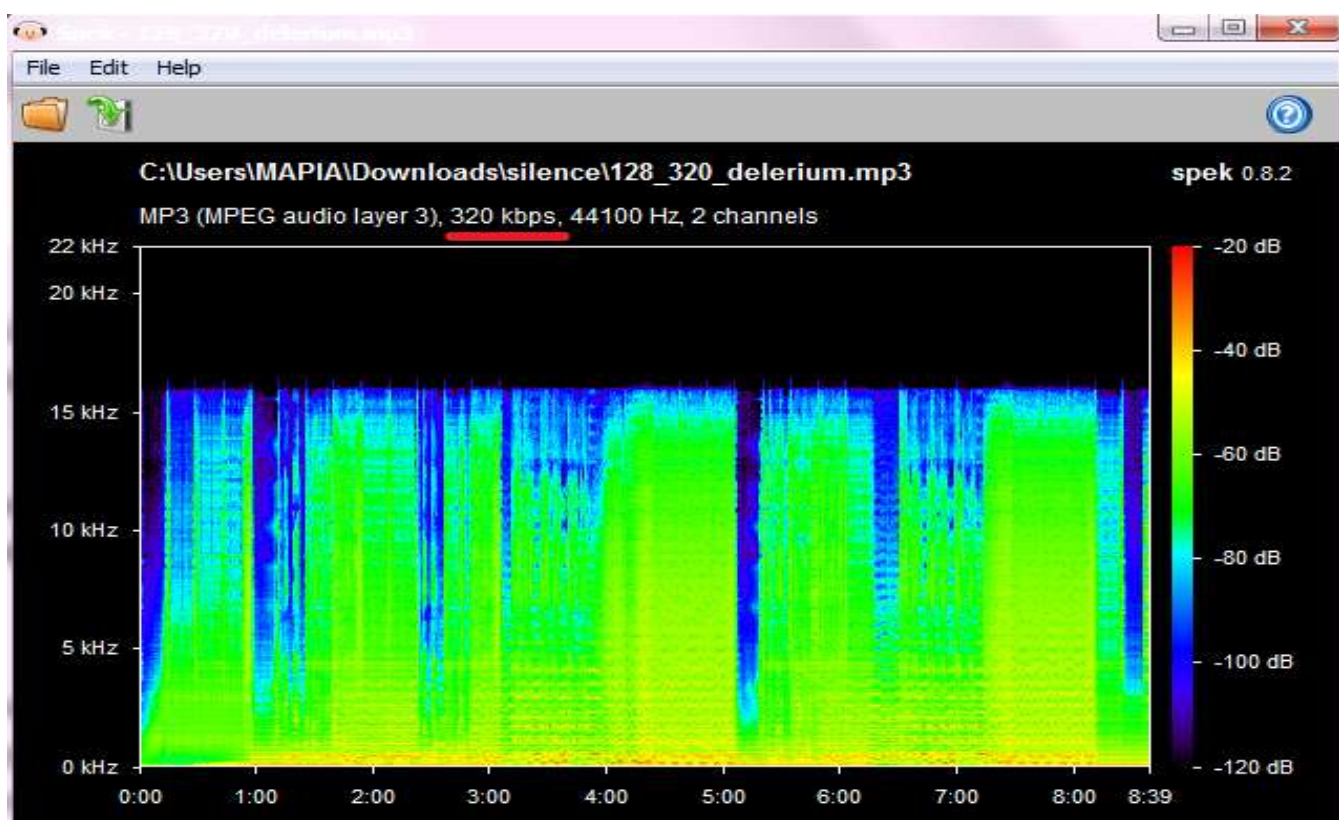 File Edit Help
C:\Users\MAPIA\Downloads\silence\128_320_delerium.mp3
spek 0.8.2
MP3 (MPEG audio layer 3), 320 kbps, 44100 Hz, 2 channels
22 kHz
20 kHz
15 kHz
10 kHz
5 kHz
0 kHz
-20 dB
-40 dB
-60 dB
-80 dB
-100 dB
-120 dB
0:00 1:00 2:00 3:00 4:00 5:00 6:00 7:00 8:00 8:39